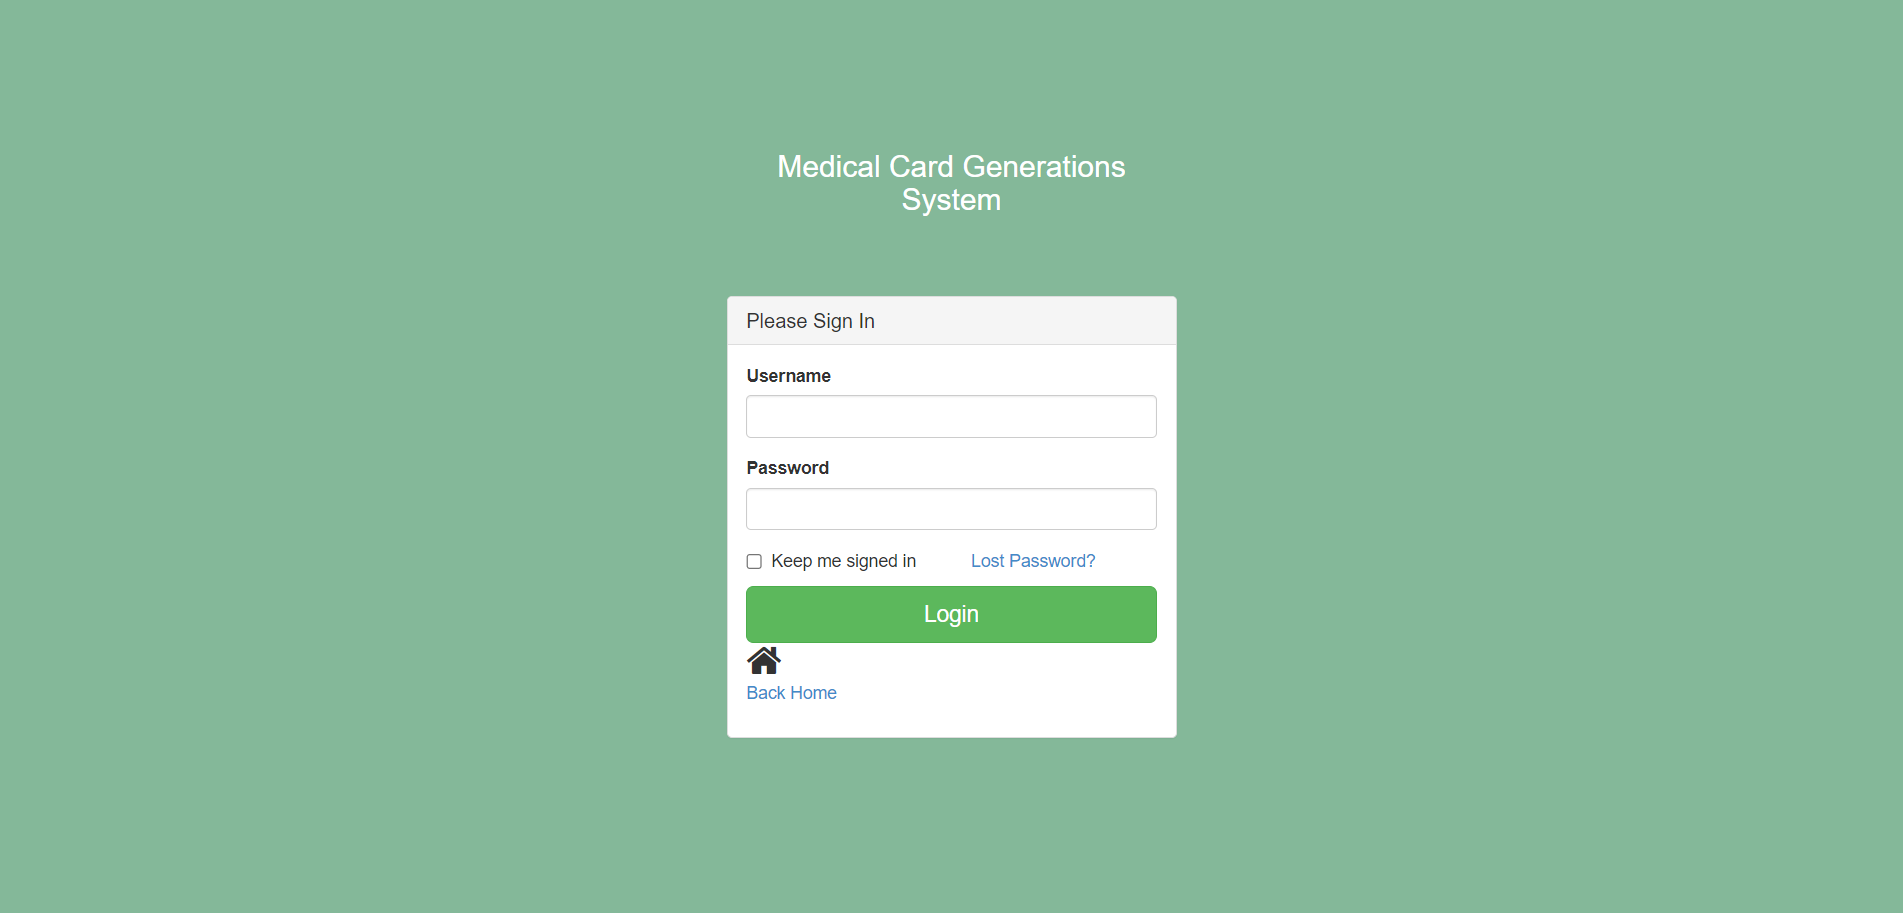 Medical Card Generations
System
Please Sign In
Username
Password
Keep me signed in
Lost Password?
Login
Back Home